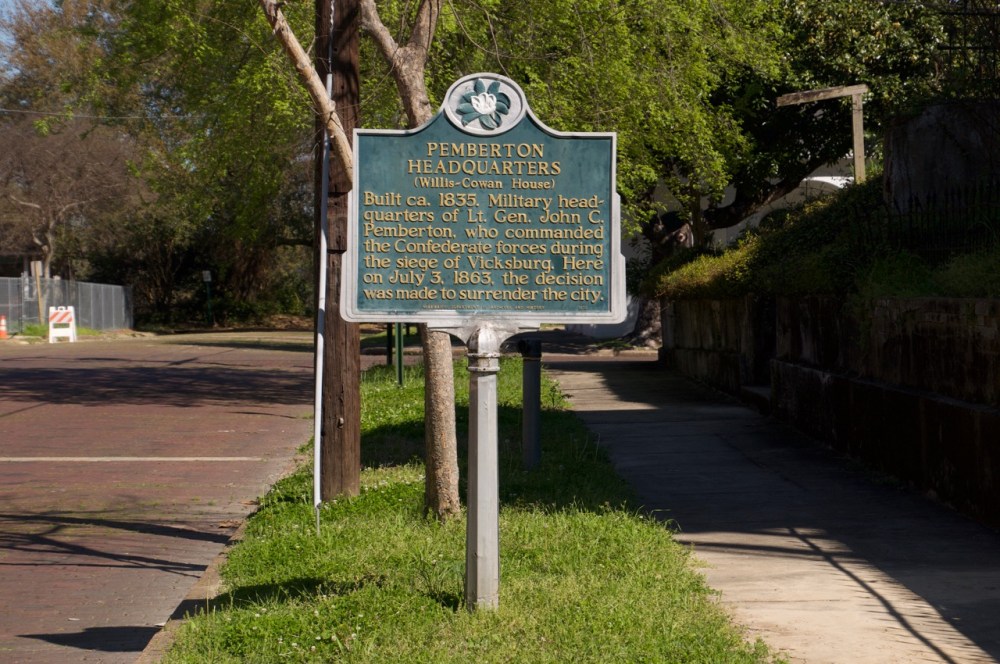 PEMBERTON
HEADQUARTERS
(Willis-Cowan House)
Built ca. 1835. Military head-
quarters of Lt. Gen. John C.
Pemberton, who commanded
the Confederate forces during
the siege of Vicksburg. Here
on July 3, 1863, the decision
was made to surrender the city.